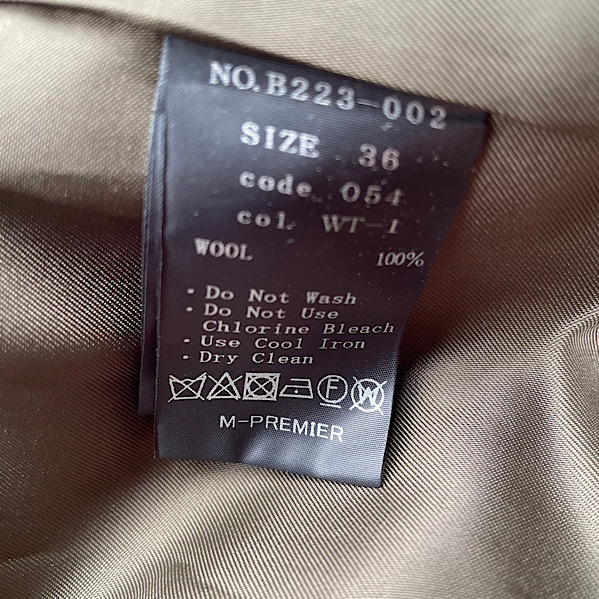 NO.B223-002
SIZE 36
code 054
col WT-1
WOOL 100%
· Do Not Wash
· Do Not Use
Chlorine Bleach
· Use Cool Iron
· Dry Clean
F W
M-PREMIER